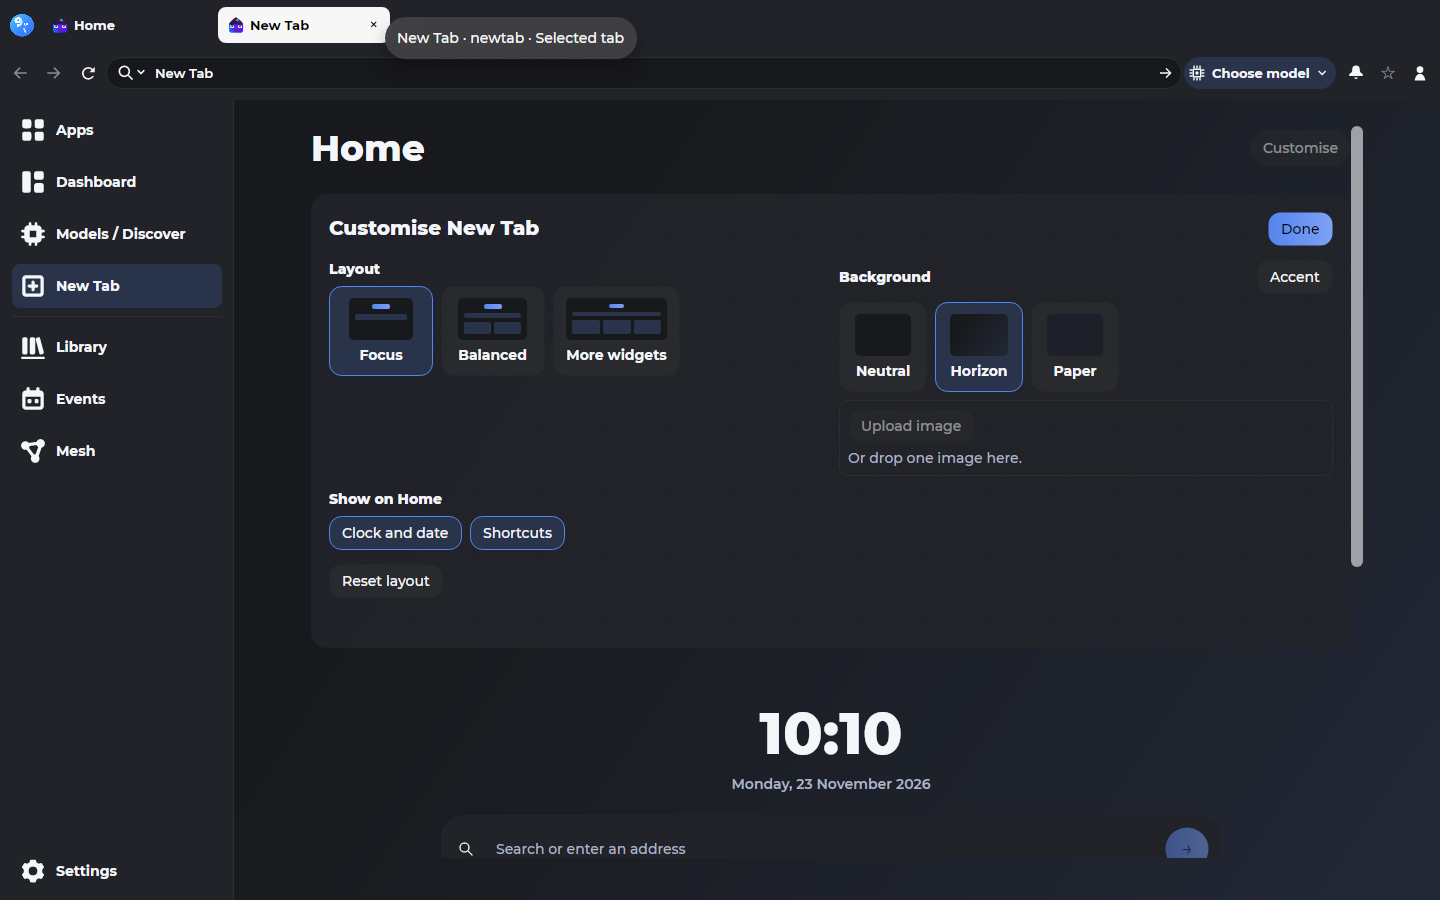 Home
New Tab
×
New Tab · newtab · Selected tab
New Tab
Choose model
Apps
Dashboard
Models / Discover
New Tab
Library
Events
Mesh
Settings
Home
Customise
Customise New Tab
Done
Layout
Focus
Balanced
More widgets
Background
Accent
Neutral
Horizon
Paper
Upload image
Or drop one image here.
Show on Home
Clock and date
Shortcuts
Reset layout
10:10
Monday, 23 November 2026
Search or enter an address